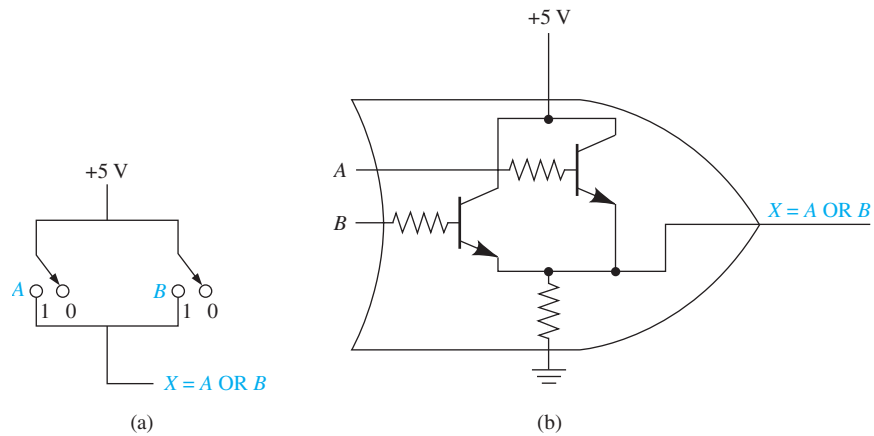 +5 V
A
1 0
B
1 0
X = A OR B
(a)
+5 V
A
B
X = A OR B
(b)